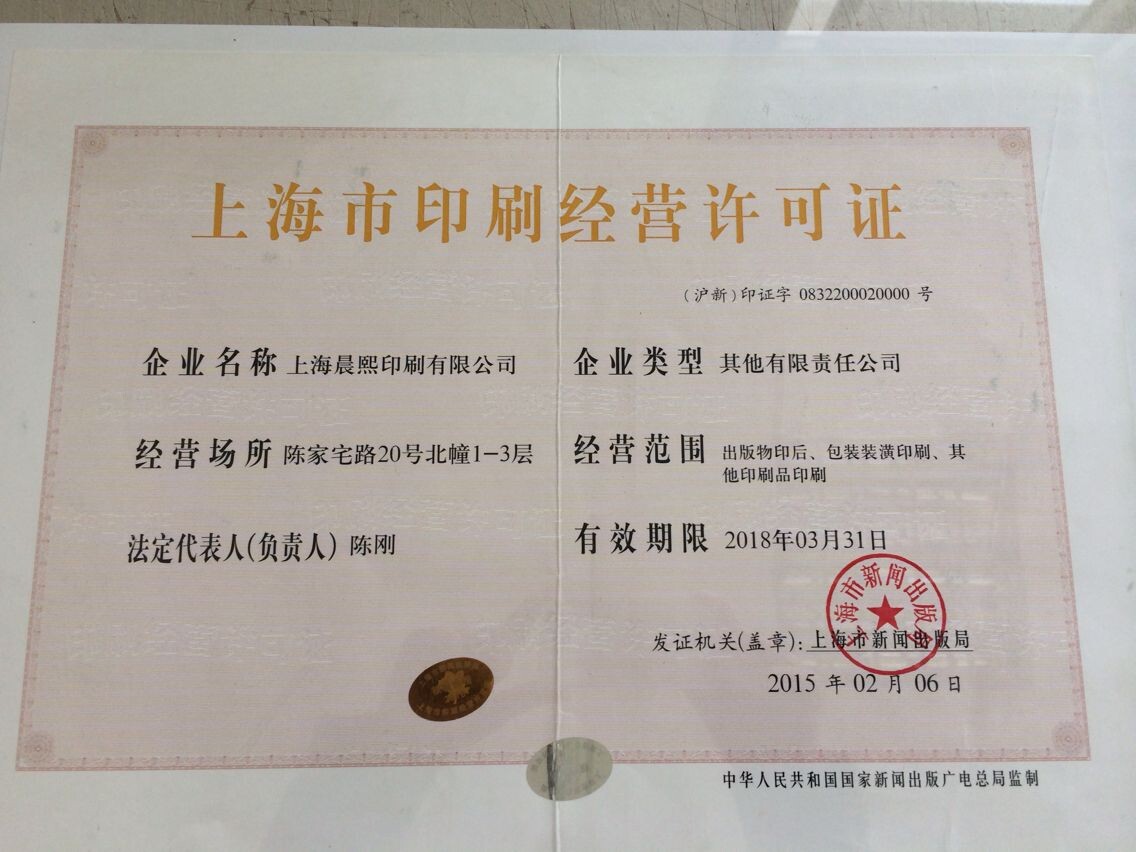 上海市印刷经营许可证
（沪新）印证字 0832200020000 号
企业名称 上海晨熙印刷有限公司
企业类型 其他有限责任公司
经营场所 陈家宅路20号北幢1-3层
经营范围 出版物印后、包装装潢印刷、其
他印刷品印刷
法定代表人(负责人) 陈刚
有效期限 2018年03月31日
上海市新闻出版局
发证机关(盖章): 上海市新闻出版局
2015 年 02 月 06 日
中华人民共和国国家新闻出版广电总局监制